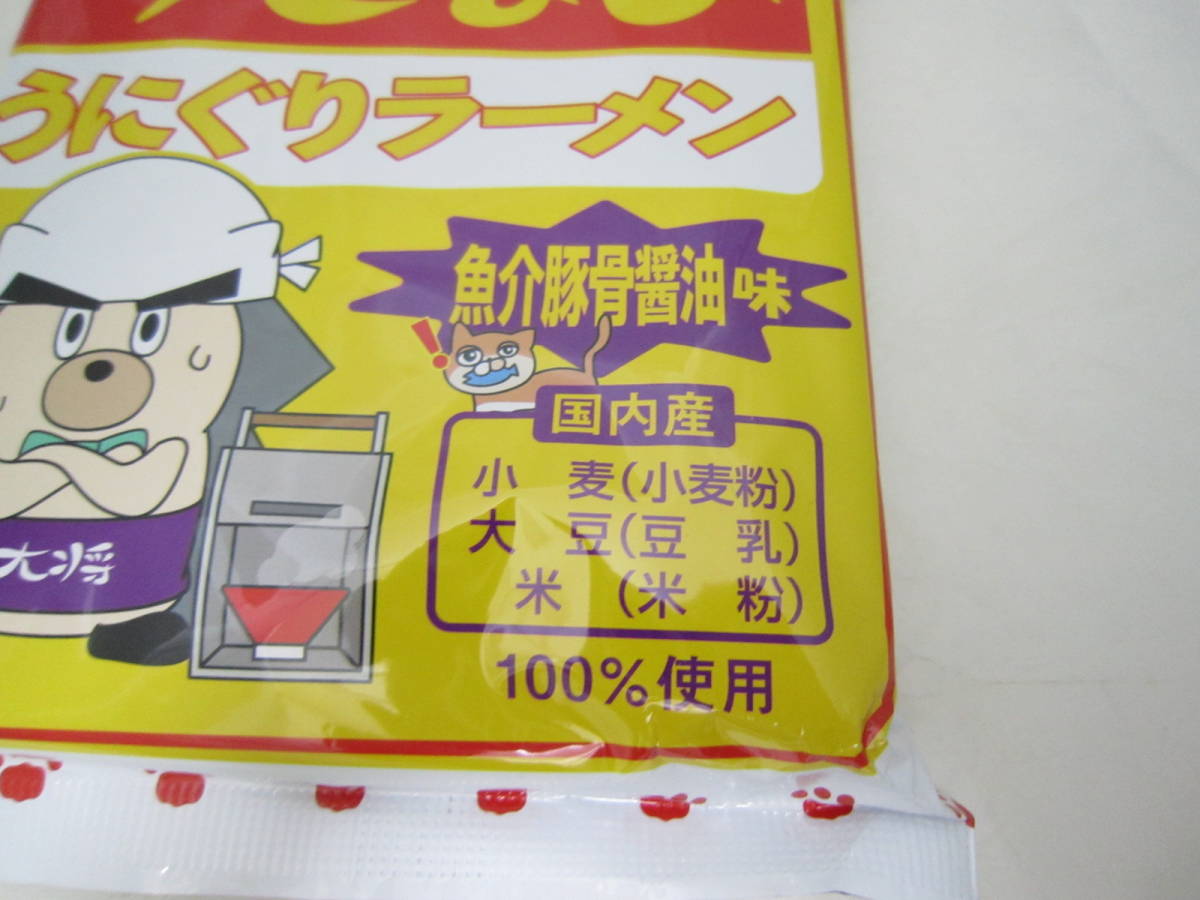 うにぐりラーメン
魚介豚骨醤油味
!
国内産
小 麦(小麦粉)
大 豆(豆 乳)
米 (米 粉)
大将
100%使用